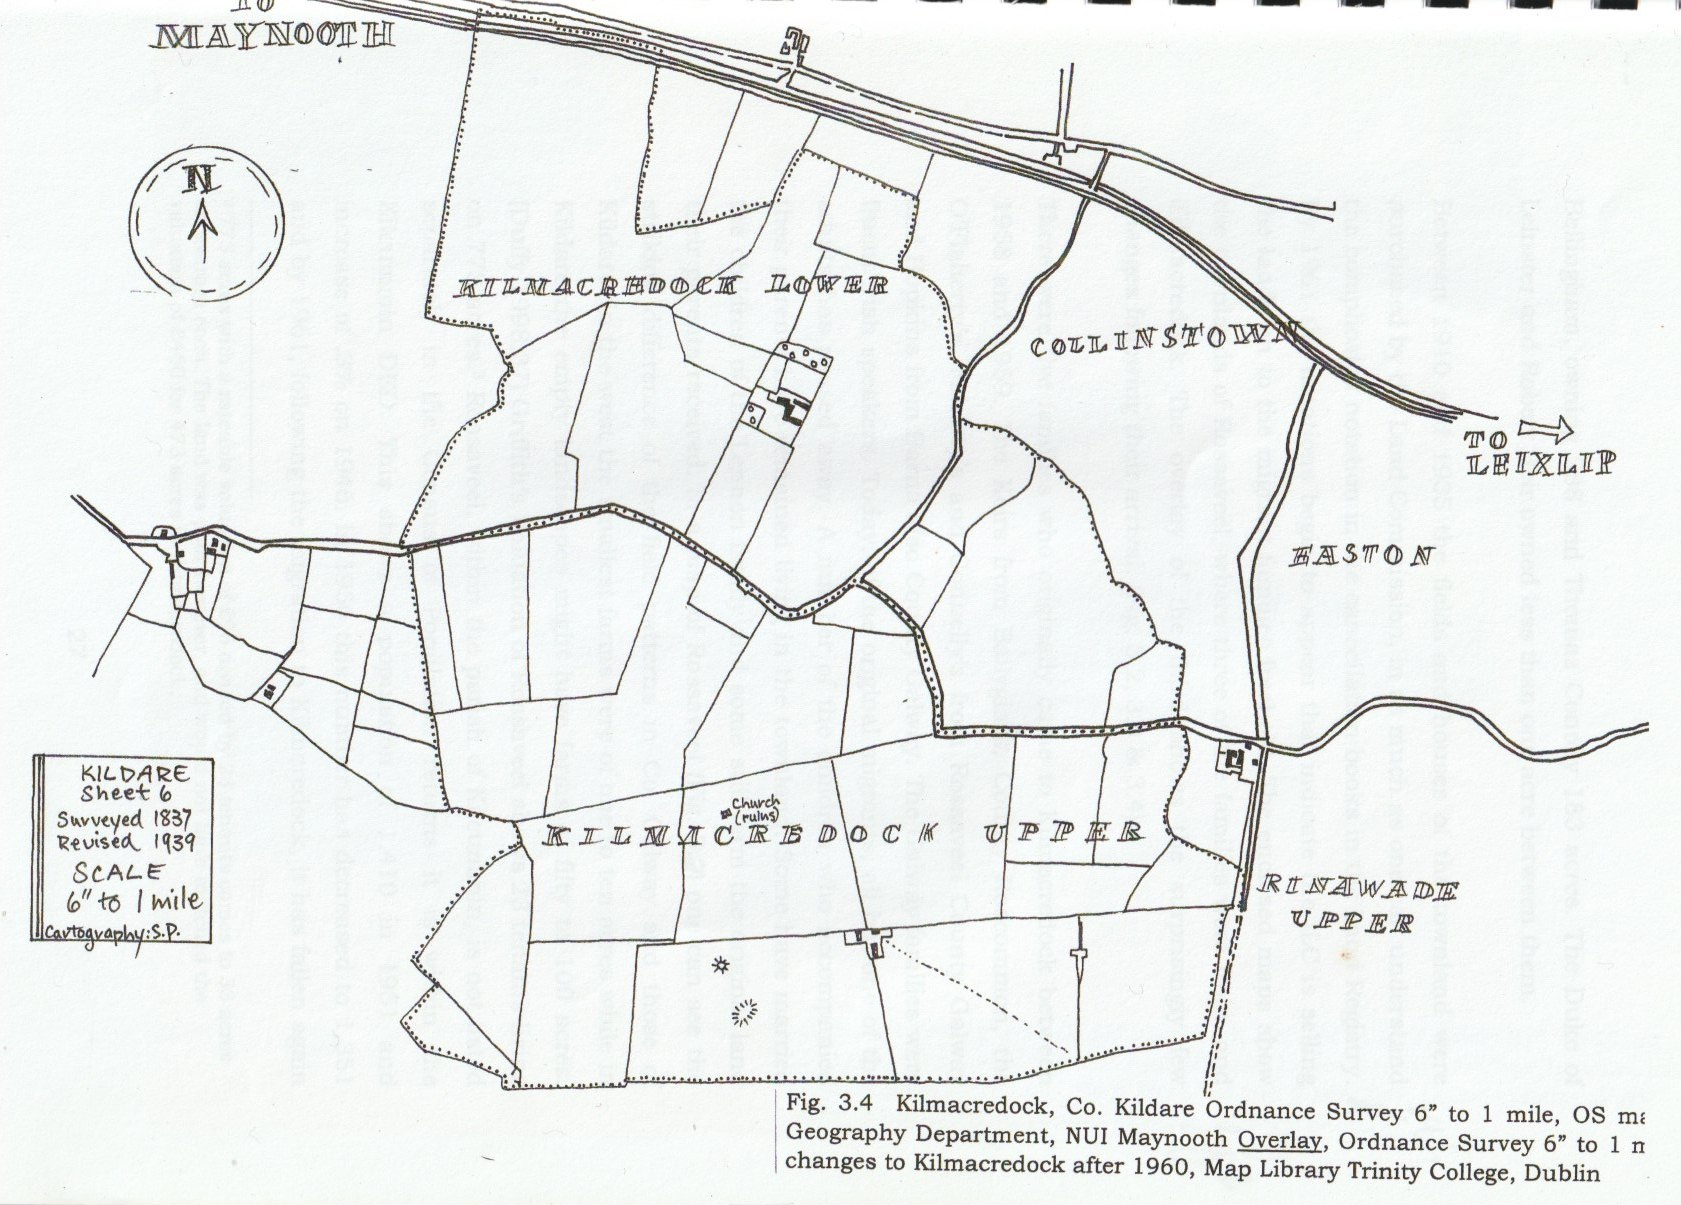 TO
MAYNOOTH
N
KILMACREDOCK LOWER
COLLINSTOWN
TO
LEIXLIP
EASTON
KILDARE
Sheet 6
Surveyed 1837
Revised 1939
SCALE
6" to 1 mile
Cartography: S.P.
Church
(ruins)
KILMACREDOCK UPPER
RINAWADE
UPPER
Fig. 3.4 Kilmacredock, Co. Kildare Ordnance Survey 6” to 1 mile, OS
Geography Department, NUI Maynooth Overlay, Ordnance Survey 6” to 1
changes to Kilmacredock after 1960, Map Library Trinity College, Dublin